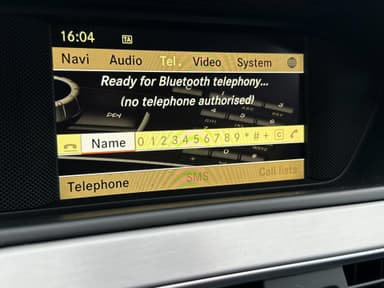 16:04 TA
Navi Audio Tel. Video System
Ready for Bluetooth telephony...
(no telephone authorised)
Name 0 1 2 3 4 5 6 7 8 9 * # + C
Telephone SMS Call lists